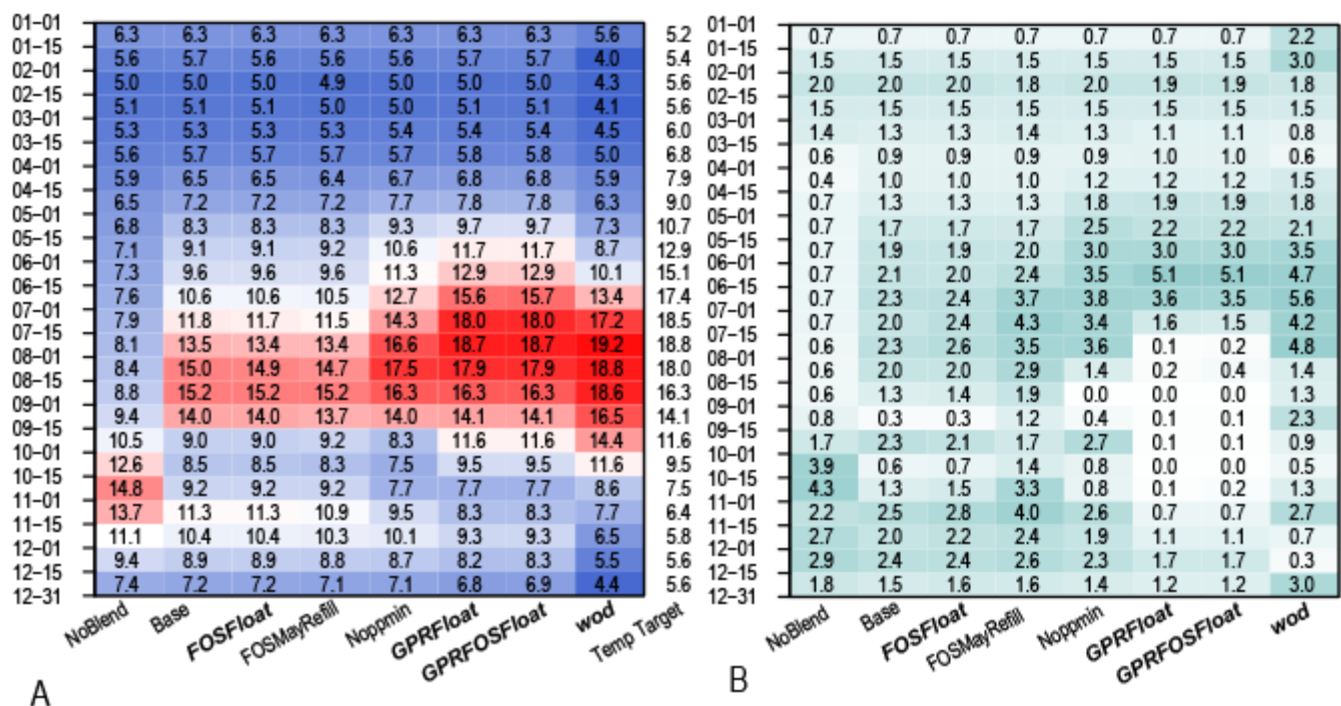 01–01
6.3 6.3 6.3 6.3 6.3 6.3 6.3 5.6 5.2
01–15
5.6 5.7 5.6 5.6 5.6 5.7 5.7 4.0 5.4
02–01
5.0 5.0 5.0 4.9 5.0 5.0 5.0 4.3 5.6
02–15
5.1 5.1 5.1 5.0 5.0 5.1 5.1 4.1 5.6
03–01
5.3 5.3 5.3 5.3 5.4 5.4 5.4 4.5 6.0
03–15
5.6 5.7 5.7 5.7 5.7 5.8 5.8 5.0 6.8
04–01
5.9 6.5 6.5 6.4 6.7 6.8 6.8 5.9 7.9
04–15
6.5 7.2 7.2 7.2 7.7 7.8 7.8 6.3 9.0
05–01
6.8 8.3 8.3 8.3 9.3 9.7 9.7 7.3 10.7
05–15
7.1 9.1 9.1 9.2 10.6 11.7 11.7 8.7 12.9
06–01
7.3 9.6 9.6 9.6 11.3 12.9 12.9 10.1 15.1
06–15
7.6 10.6 10.6 10.5 12.7 15.6 15.7 13.4 17.4
07–01
7.9 11.8 11.7 11.5 14.3 18.0 18.0 17.2 18.5
07–15
8.1 13.5 13.4 13.4 16.6 18.7 18.7 19.2 18.8
08–01
8.4 15.0 14.9 14.7 17.5 17.9 17.9 18.8 18.0
08–15
8.8 15.2 15.2 15.2 16.3 16.3 16.3 18.6 16.3
09–01
9.4 14.0 14.0 13.7 14.0 14.1 14.1 16.5 14.1
09–15
10.5 9.0 9.0 9.2 8.3 11.6 11.6 14.4 11.6
10–01
12.6 8.5 8.5 8.3 7.5 9.5 9.5 11.6 9.5
10–15
14.8 9.2 9.2 9.2 7.7 7.7 7.7 8.6 7.5
11–01
13.7 11.3 11.3 10.9 9.5 8.3 8.3 7.7 6.4
11–15
11.1 10.4 10.4 10.3 10.1 9.3 9.3 6.5 5.8
12–01
9.4 8.9 8.9 8.8 8.7 8.2 8.3 5.5 5.6
12–15
7.4 7.2 7.2 7.1 7.1 6.8 6.9 4.4 5.6
12–31
NoBlend Base FOSFloat FOSMayRefill Noppmin GPRFloat GPRFOSFloat wod Temp Target
A
01–01
0.7 0.7 0.7 0.7 0.7 0.7 0.7 2.2
01–15
1.5 1.5 1.5 1.5 1.5 1.5 1.5 3.0
02–01
2.0 2.0 2.0 1.8 2.0 1.9 1.9 1.8
02–15
1.5 1.5 1.5 1.5 1.5 1.5 1.5 1.5
03–01
1.4 1.3 1.3 1.4 1.3 1.1 1.1 0.8
03–15
0.6 0.9 0.9 0.9 0.9 1.0 1.0 0.6
04–01
0.4 1.0 1.0 1.0 1.2 1.2 1.2 1.5
04–15
0.7 1.3 1.3 1.3 1.8 1.9 1.9 1.8
05–01
0.7 1.7 1.7 1.7 2.5 2.2 2.2 2.1
05–15
0.7 1.9 1.9 2.0 3.0 3.0 3.0 3.5
06–01
0.7 2.1 2.0 2.4 3.5 5.1 5.1 4.7
06–15
0.7 2.3 2.4 3.7 3.8 3.6 3.5 5.6
07–01
0.7 2.0 2.4 4.3 3.4 1.6 1.5 4.2
07–15
0.6 2.3 2.6 3.5 3.6 0.1 0.2 4.8
08–01
0.6 2.0 2.0 2.9 1.4 0.2 0.4 1.4
08–15
0.6 1.3 1.4 1.9 0.0 0.0 0.0 1.3
09–01
0.8 0.3 0.3 1.2 0.4 0.1 0.1 2.3
09–15
1.7 2.3 2.1 1.7 2.7 0.1 0.1 0.9
10–01
3.9 0.6 0.7 1.4 0.8 0.0 0.0 0.5
10–15
4.3 1.3 1.5 3.3 0.8 0.1 0.2 1.3
11–01
2.2 2.5 2.8 4.0 2.6 0.7 0.7 2.7
11–15
2.7 2.0 2.2 2.4 1.9 1.1 1.1 0.7
12–01
2.9 2.4 2.4 2.6 2.3 1.7 1.7 0.3
12–15
1.8 1.5 1.6 1.6 1.4 1.2 1.2 3.0
12–31
NoBlend Base FOSFloat FOSMayRefill Noppmin GPRFloat GPRFOSFloat wod
B